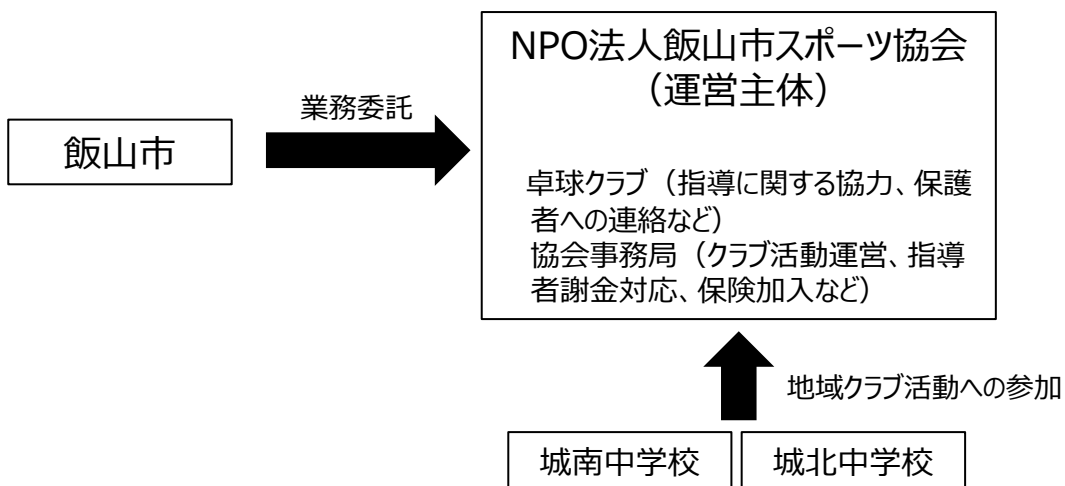 NPO法人飯山市スポーツ協会
（運営主体）
業務委託
飯山市
卓球クラブ（指導に関する協力、保護
者への連絡など）
協会事務局（クラブ活動運営、指導
者謝金対応、保険加入など）
地域クラブ活動への参加
城南中学校
城北中学校